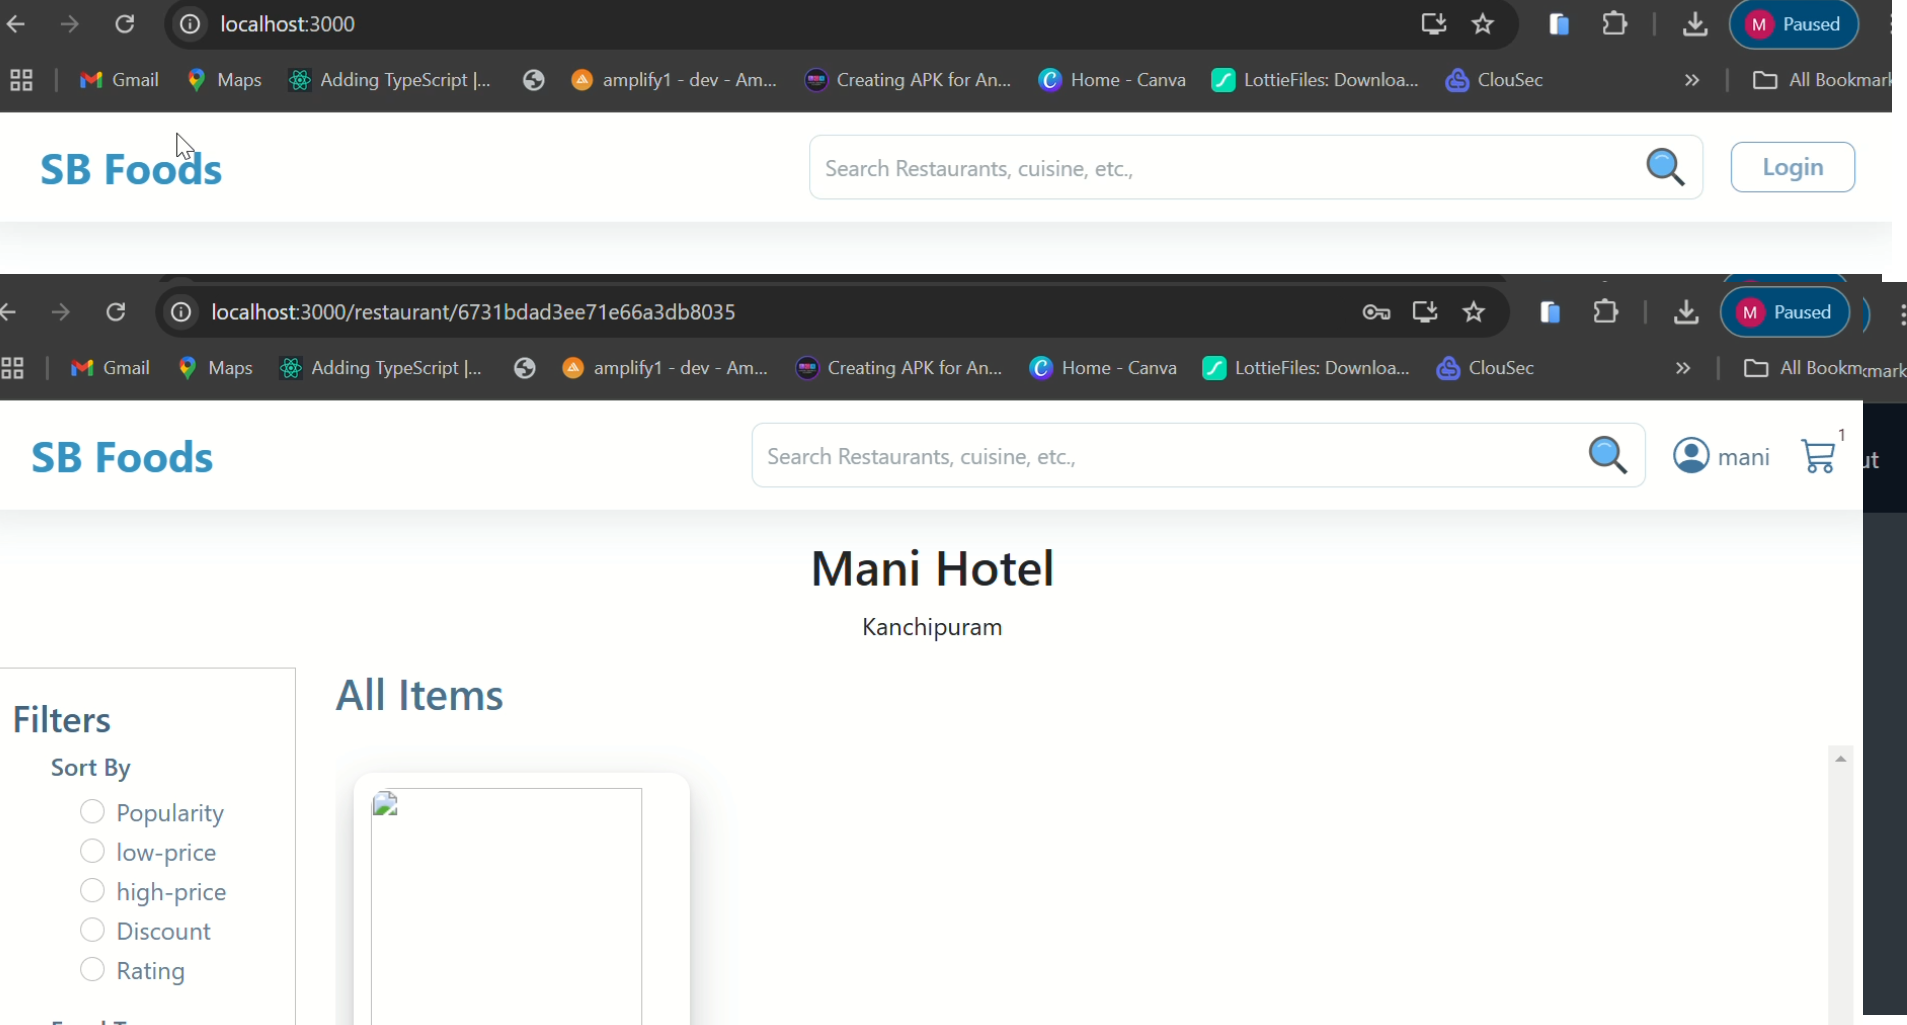 localhost:3000
M Paused
Gmail Maps Adding TypeScript |... amplify1 - dev - Am... Creating APK for An... Home - Canva LottieFiles: Downloa... ClouSec » All Bookmark
SB Foods Search Restaurants, cuisine, etc., Login
localhost:3000/restaurant/6731bdad3ee71e66a3db8035
M Paused
Gmail Maps Adding TypeScript |... amplify1 - dev - Am... Creating APK for An... Home - Canva LottieFiles: Downloa... ClouSec » All Bookm
SB Foods Search Restaurants, cuisine, etc., mani 1
Mani Hotel
Kanchipuram
All Items
Filters
Sort By
Popularity
low-price
high-price
Discount
Rating